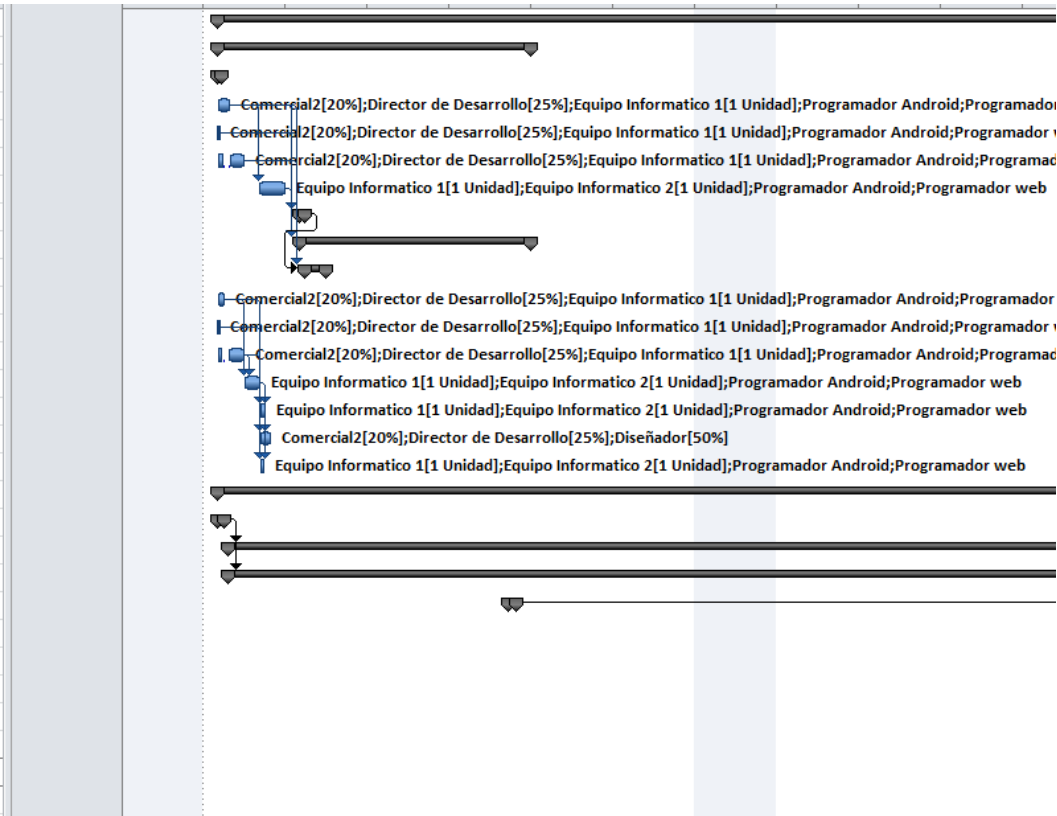 Comercial2[20%];Director de Desarrollo[25%];Equipo Informatico 1[1 Unidad];Programador Android;Programador
Comercial2[20%];Director de Desarrollo[25%];Equipo Informatico 1[1 Unidad];Programador Android;Programador
Comercial2[20%];Director de Desarrollo[25%];Equipo Informatico 1[1 Unidad];Programador Android;Programad
Equipo Informatico 1[1 Unidad];Equipo Informatico 2[1 Unidad];Programador Android;Programador web
Comercial2[20%];Director de Desarrollo[25%];Equipo Informatico 1[1 Unidad];Programador Android;Programador
Comercial2[20%];Director de Desarrollo[25%];Equipo Informatico 1[1 Unidad];Programador Android;Programador
Comercial2[20%];Director de Desarrollo[25%];Equipo Informatico 1[1 Unidad];Programador Android;Programad
Equipo Informatico 1[1 Unidad];Equipo Informatico 2[1 Unidad];Programador Android;Programador web
Equipo Informatico 1[1 Unidad];Equipo Informatico 2[1 Unidad];Programador Android;Programador web
Comercial2[20%];Director de Desarrollo[25%];Diseñador[50%]
Equipo Informatico 1[1 Unidad];Equipo Informatico 2[1 Unidad];Programador Android;Programador web